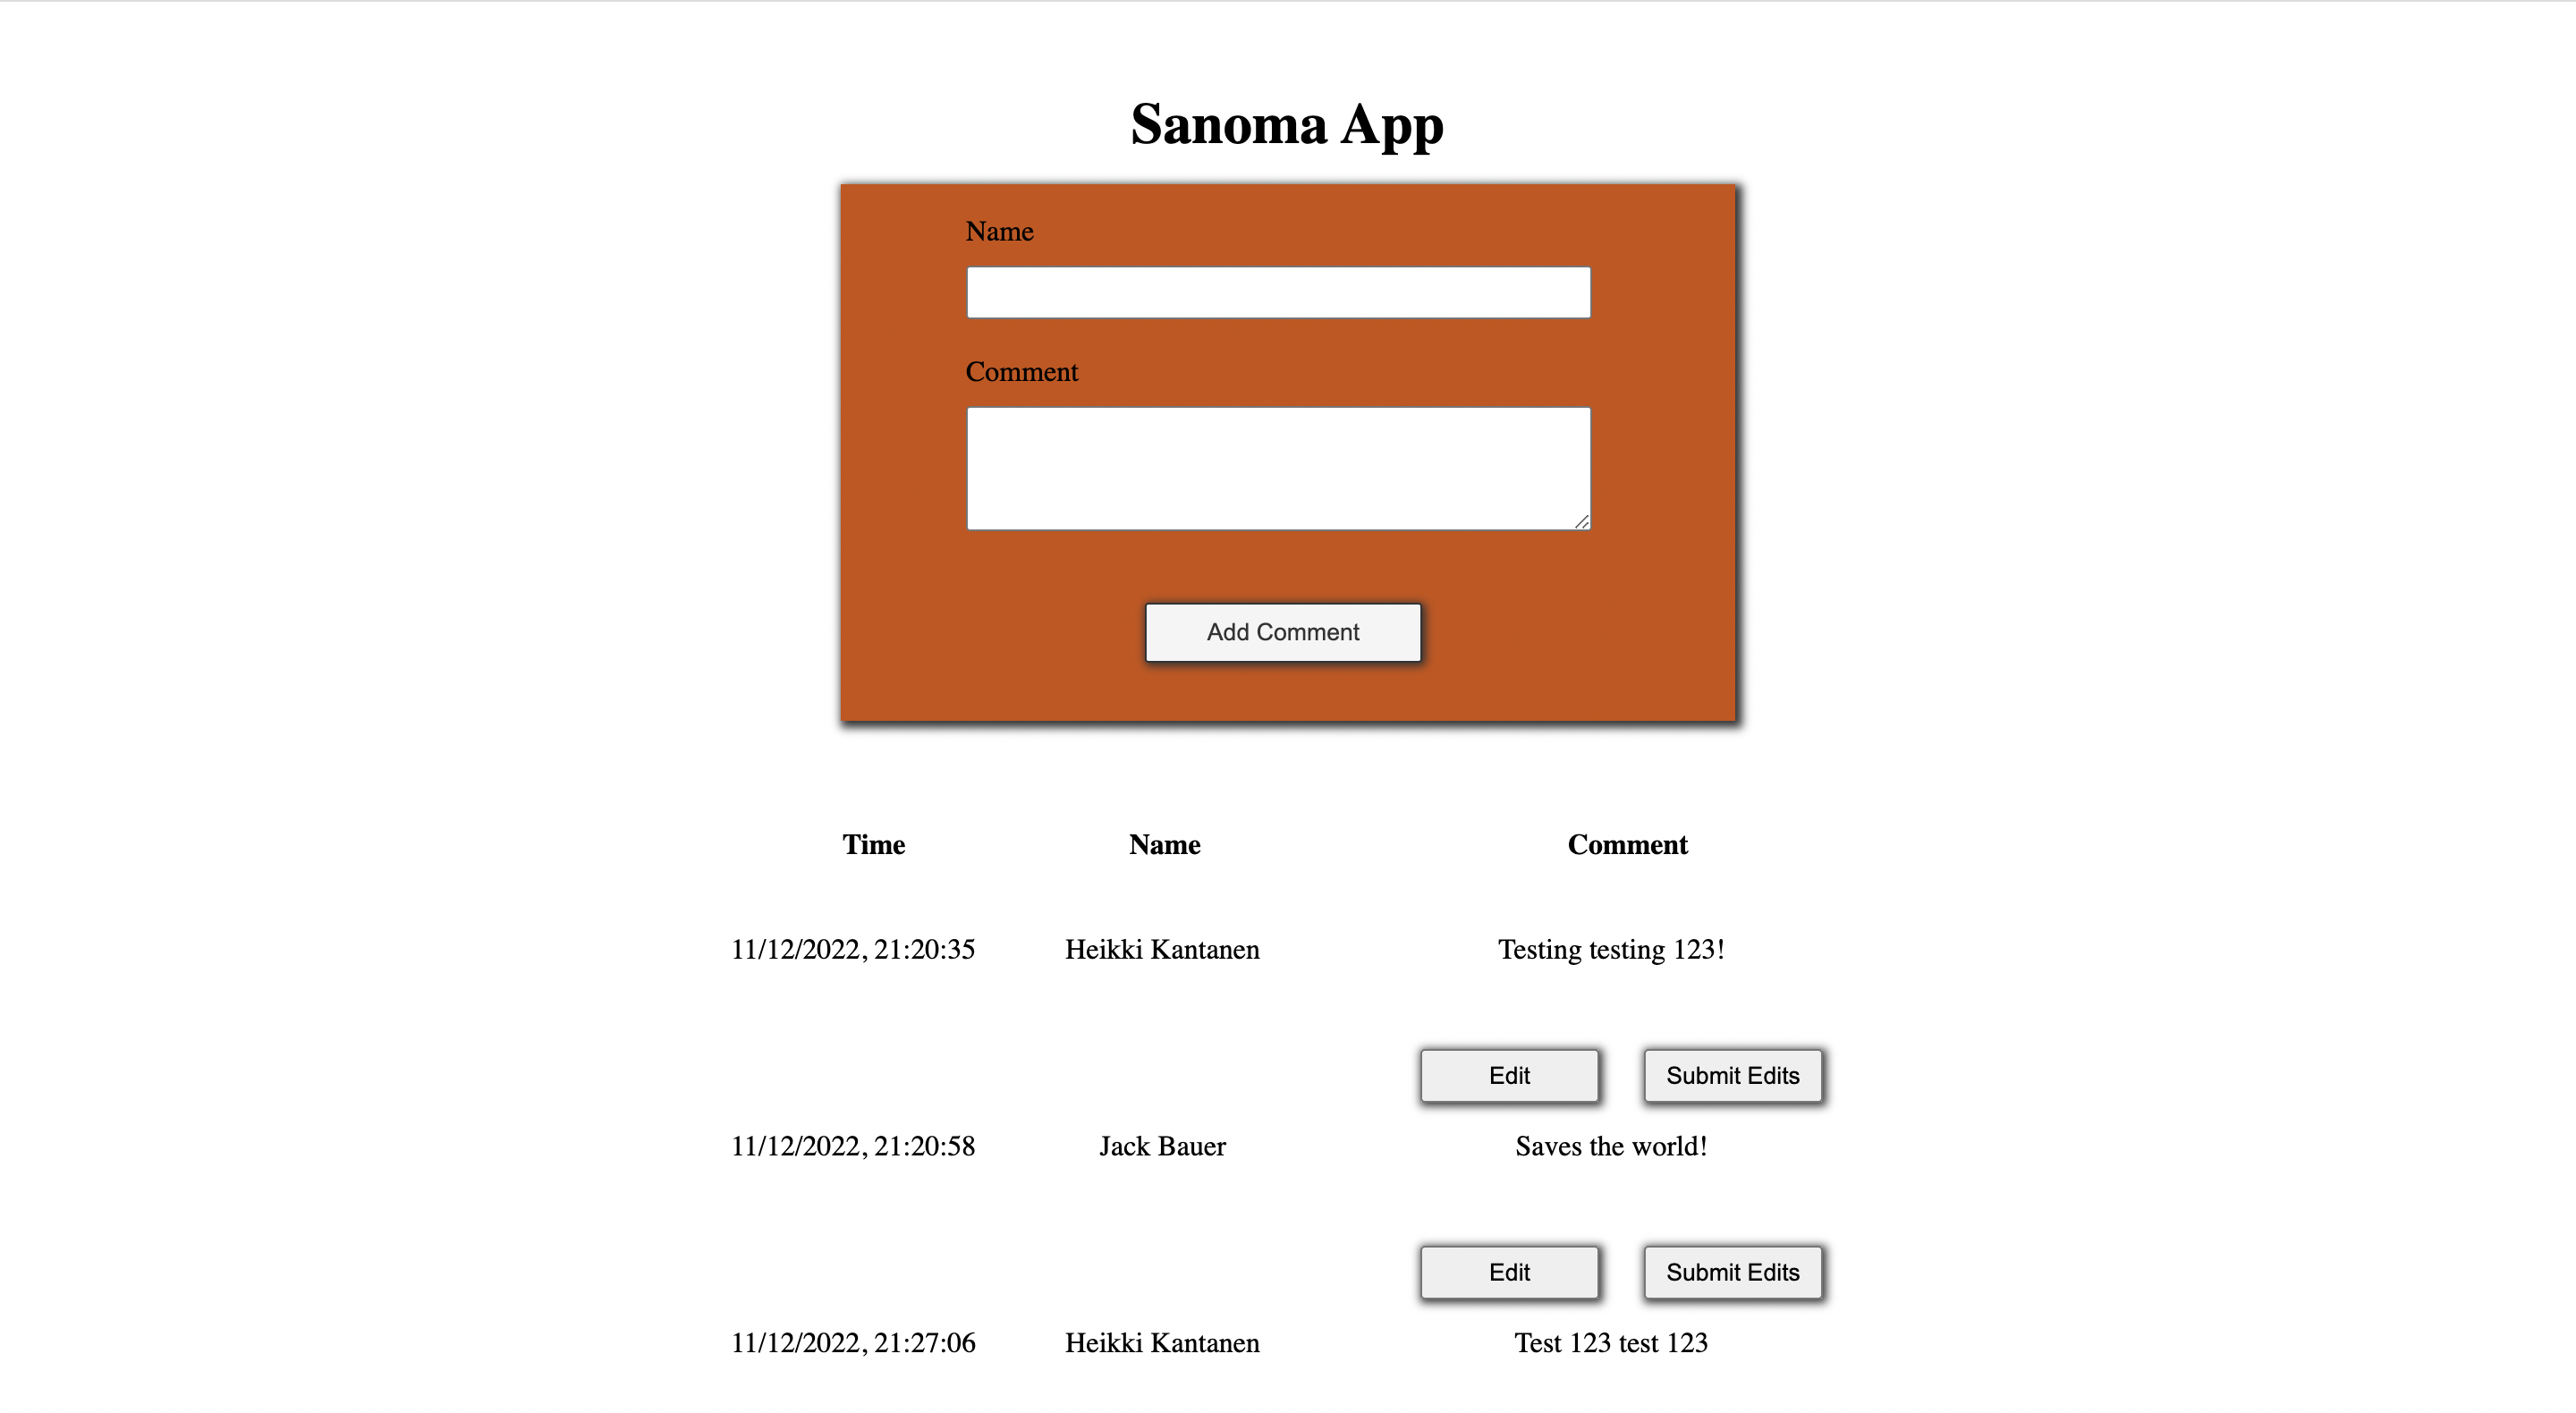 Sanoma App
Name
Comment
Add Comment
Time Name Comment
11/12/2022, 21:20:35 Heikki Kantanen Testing testing 123!
Edit Submit Edits
11/12/2022, 21:20:58 Jack Bauer Saves the world!
Edit Submit Edits
11/12/2022, 21:27:06 Heikki Kantanen Test 123 test 123